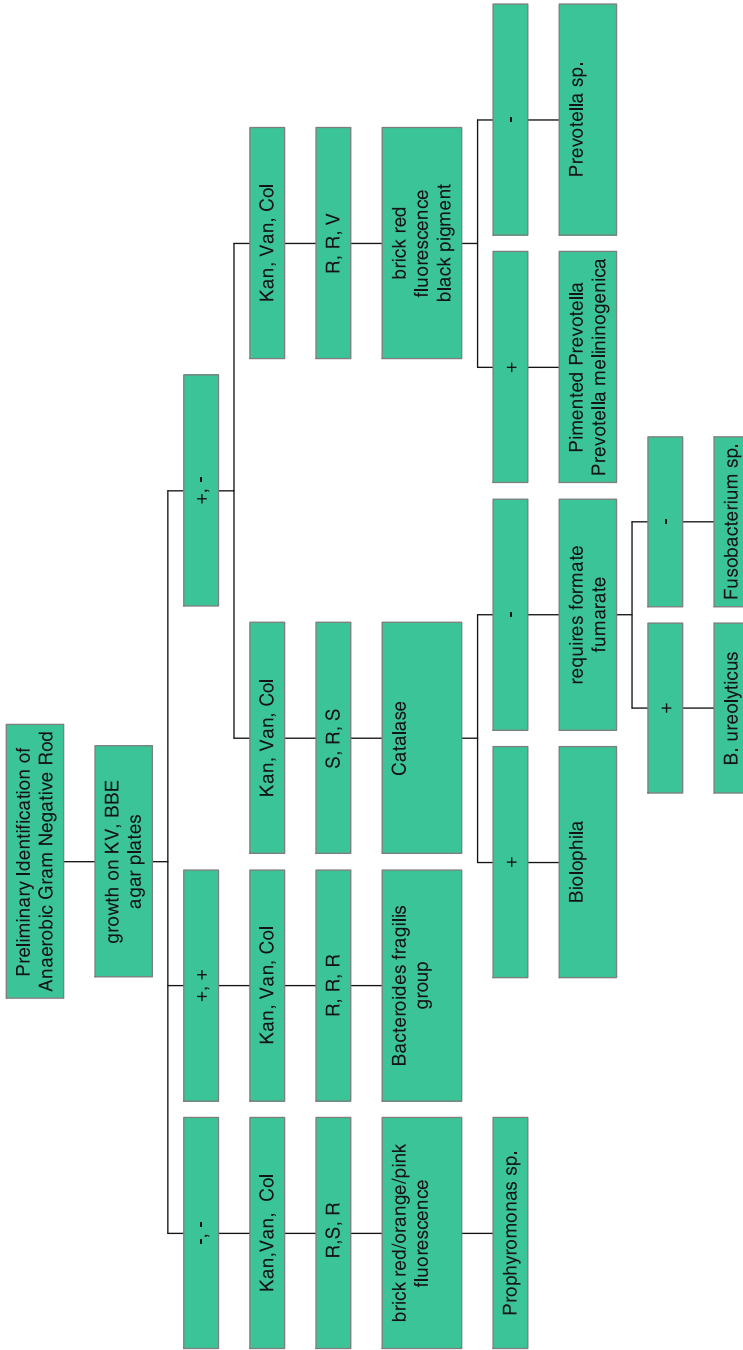 Preliminary Identification of
Anaerobic Gram Negative Rod
growth on KV, BBE
agar plates
-, -
Kan,Van, Col
R,S, R
brick red/orange/pink
fluorescence
Prophyromonas sp.
+, +
Kan, Van, Col
R, R, R
Bacteroides fragilis
group
+, -
Kan, Van, Col
S, R, S
Catalase
+
Biolophila
-
requires formate
fumarate
+
B. ureolyticus
-
Fusobacterium sp.
Kan, Van, Col
R, R, V
brick red
fluorescence
black pigment
+
Pimented Prevotella
Prevotella melininogenica
-
Prevotella sp.